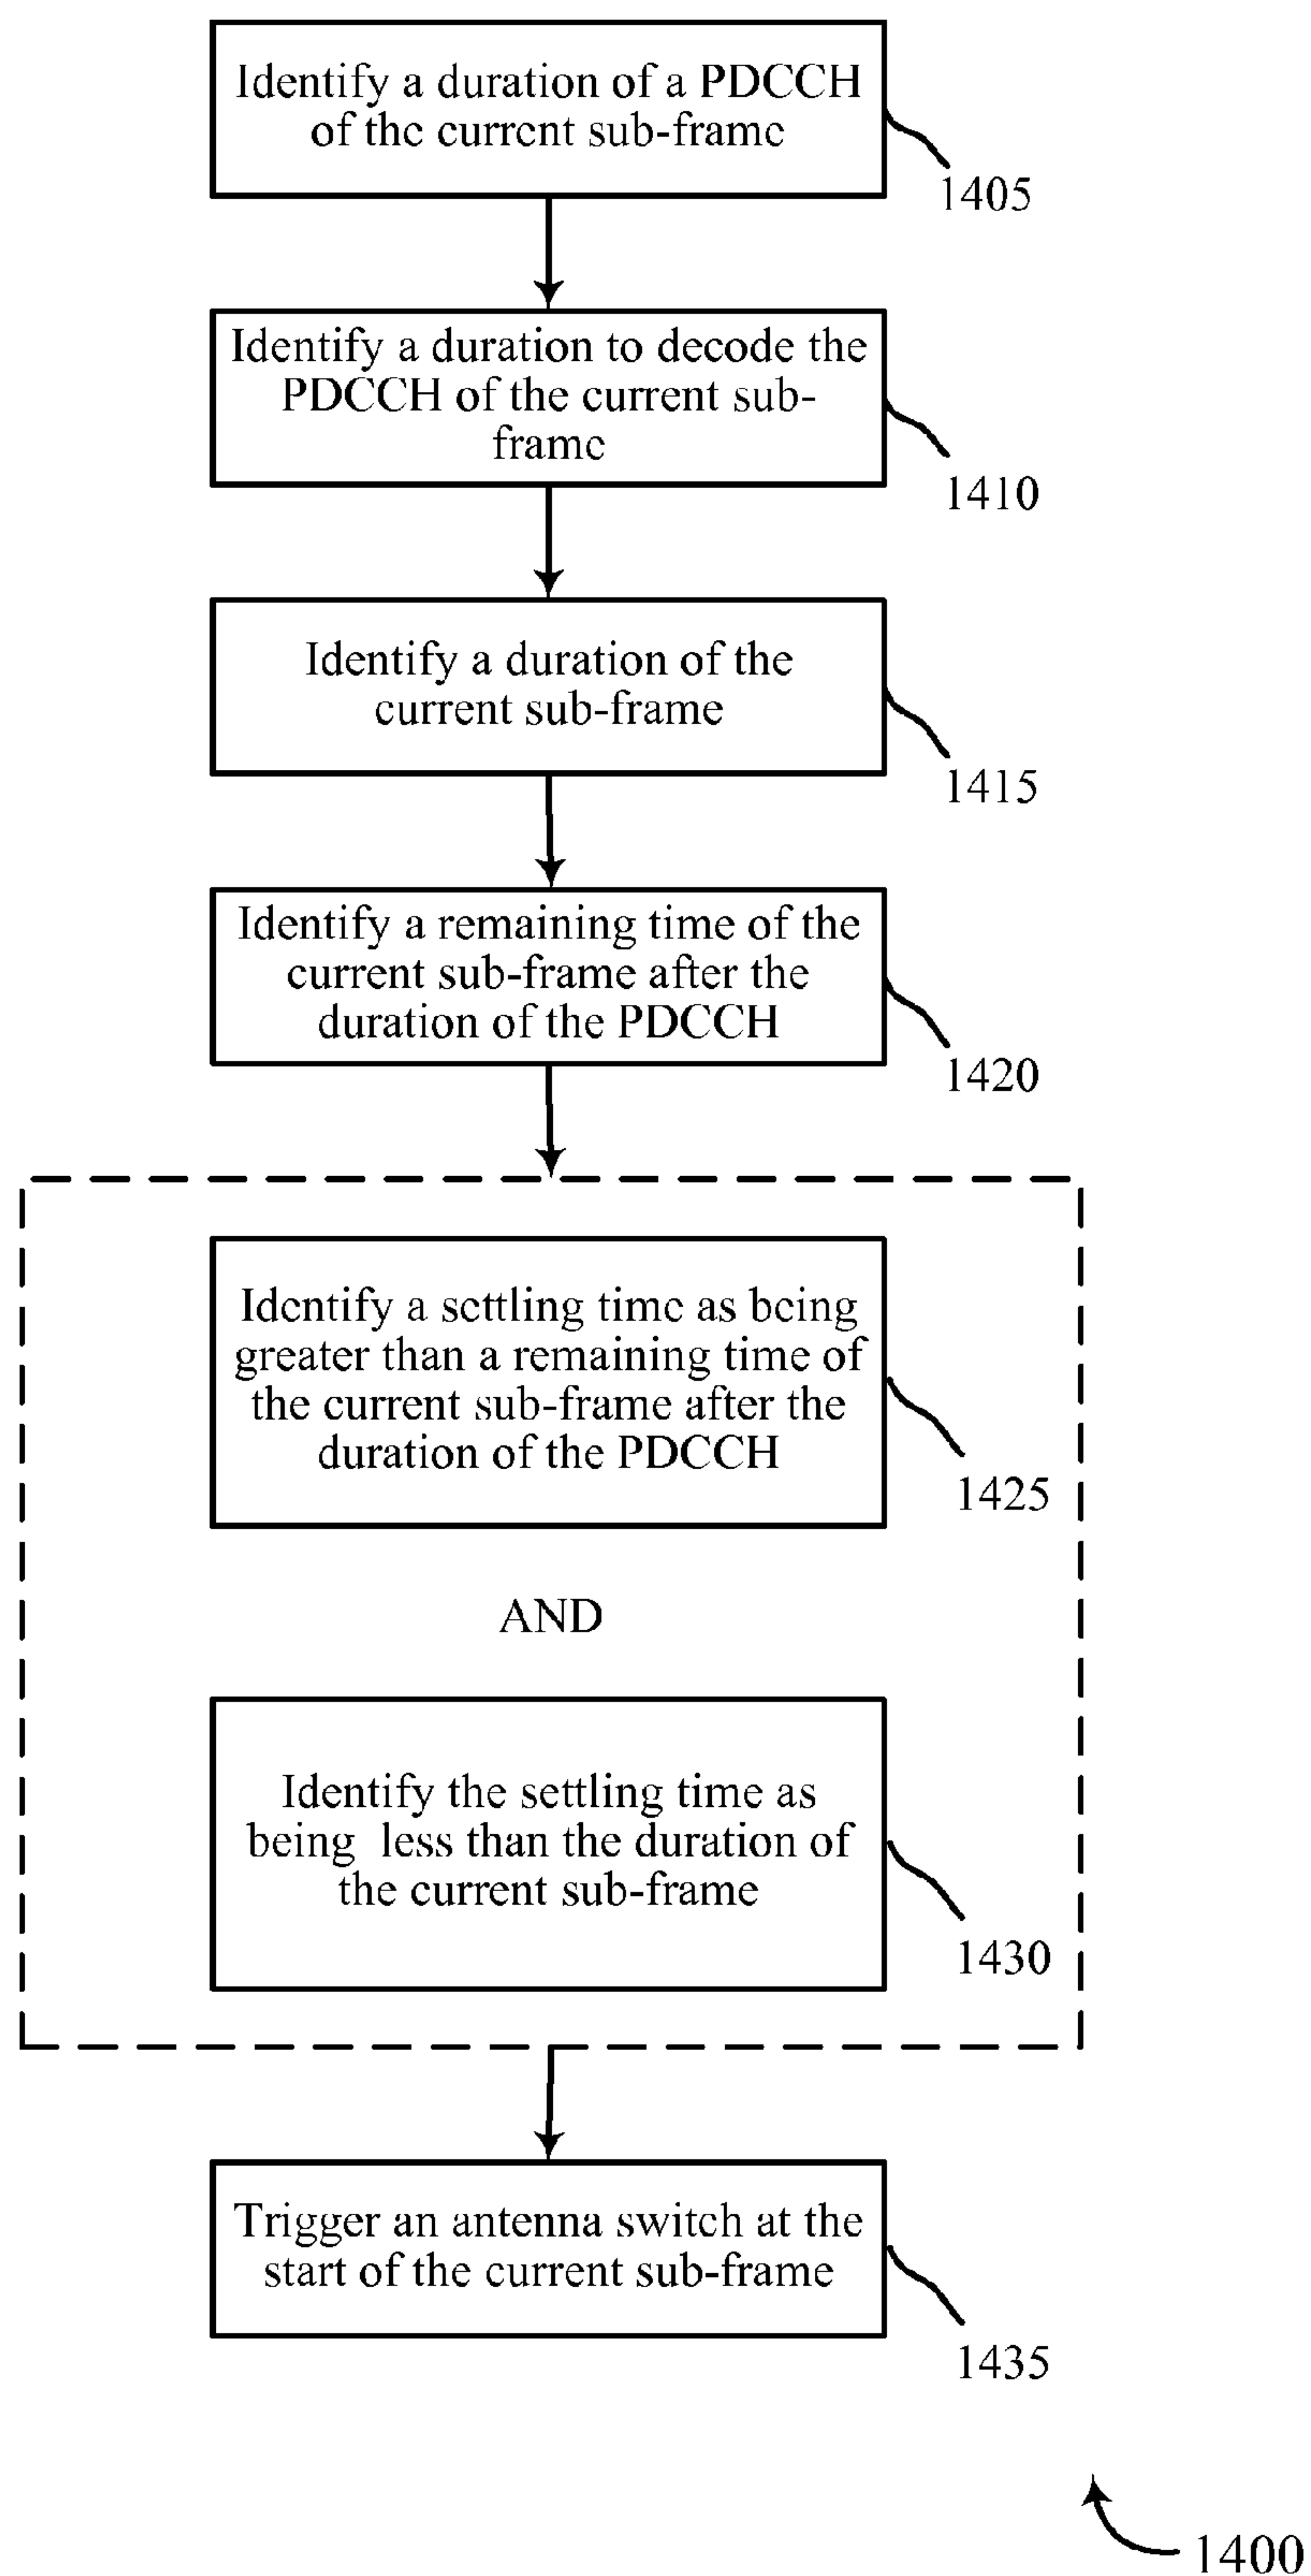 Identify a duration of a PDCCH
of the current sub-frame
1405
Identify a duration to decode the
PDCCH of the current sub-
frame
1410
Identify a duration of the
current sub-frame
1415
Identify a remaining time of the
current sub-frame after the
duration of the PDCCH
1420
Identify a settling time as being
greater than a remaining time of
the current sub-frame after the
duration of the PDCCH
1425
AND
Identify the settling time as
being less than the duration of
the current sub-frame
1430
Trigger an antenna switch at the
start of the current sub-frame
1435
1400